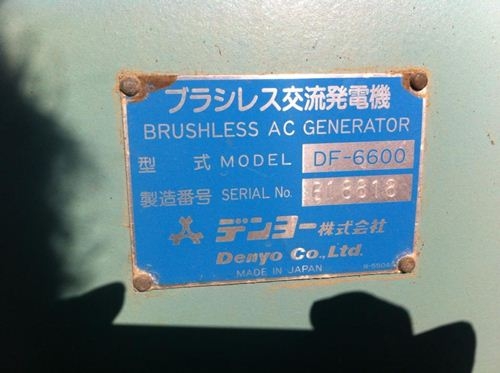 ブラシレス交流発電機
BRUSHLESS AC GENERATOR
型 式 MODEL DF-6600
製造番号 SERIAL No.
デンヨー株式会社
Denyo Co., Ltd.
MADE IN JAPAN